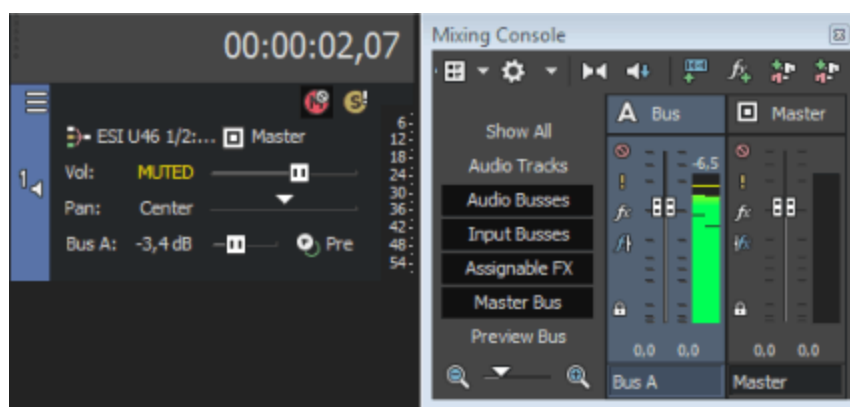 00:00:02,07
ESI U46 1/2:... Master
1
Vol: MUTED
Pan: Center
Bus A: -3,4 dB Pre
6
12
18
24
30
36
42
48
54
Mixing Console
Show All
Audio Tracks
Audio Busses
Input Busses
Assignable FX
Master Bus
Preview Bus
A Bus
-6,5
fx
0,0 0,0
Bus A
Master
fx
0,0 0,0
Master